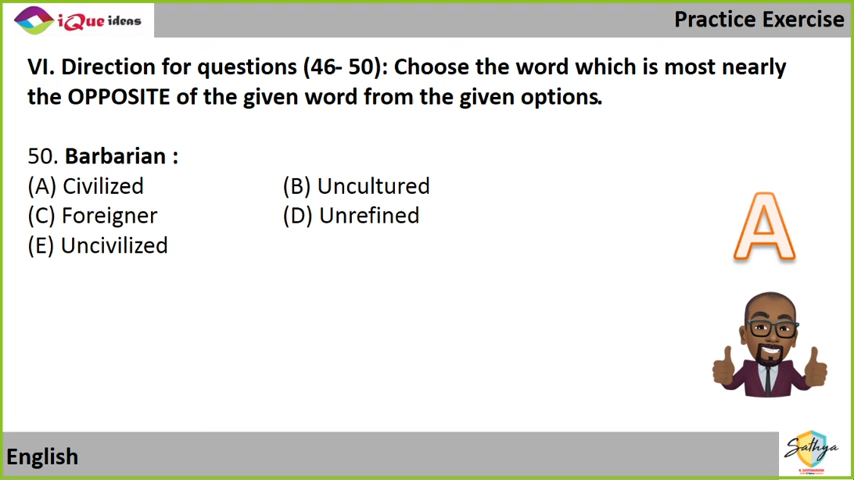 iQue ideas
Practice Exercise
VI. Direction for questions (46- 50): Choose the word which is most nearly
the OPPOSITE of the given word from the given options.
50. Barbarian :
(A) Civilized (B) Uncultured
(C) Foreigner (D) Unrefined
(E) Uncivilized
A
English
Sathya